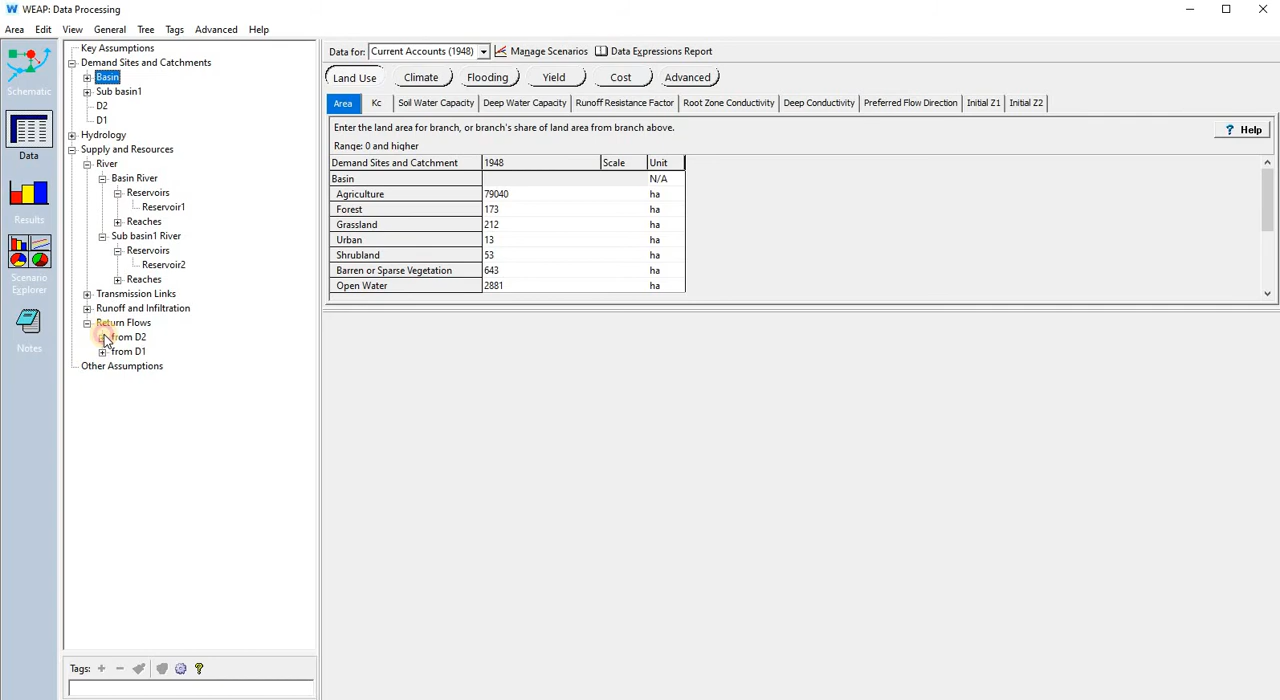 WEAP: Data Processing
Area Edit View General Tree Tags Advanced Help
Schematic
Data
Results
Scenario
Explorer
Notes
Key Assumptions
Demand Sites and Catchments
Basin
Sub basin1
D2
D1
Hydrology
Supply and Resources
River
Basin River
Reservoirs
Reservoir1
Reaches
Sub basin1 River
Reservoirs
Reservoir2
Reaches
Transmission Links
Runoff and Infiltration
Return Flows
from D2
from D1
Other Assumptions
Tags:
Data for: Current Accounts (1948) Manage Scenarios Data Expressions Report
Land Use Climate Flooding Yield Cost Advanced
Area Kc Soil Water Capacity Deep Water Capacity Runoff Resistance Factor Root Zone Conductivity Deep Conductivity Preferred Flow Direction Initial Z1 Initial Z2
Enter the land area for branch, or branch's share of land area from branch above.
Range: 0 and higher
? Help
Demand Sites and Catchment 1948 Scale Unit
Basin N/A
Agriculture 79040 ha
Forest 173 ha
Grassland 212 ha
Urban 13 ha
Shrubland 53 ha
Barren or Sparse Vegetation 643 ha
Open Water 2881 ha